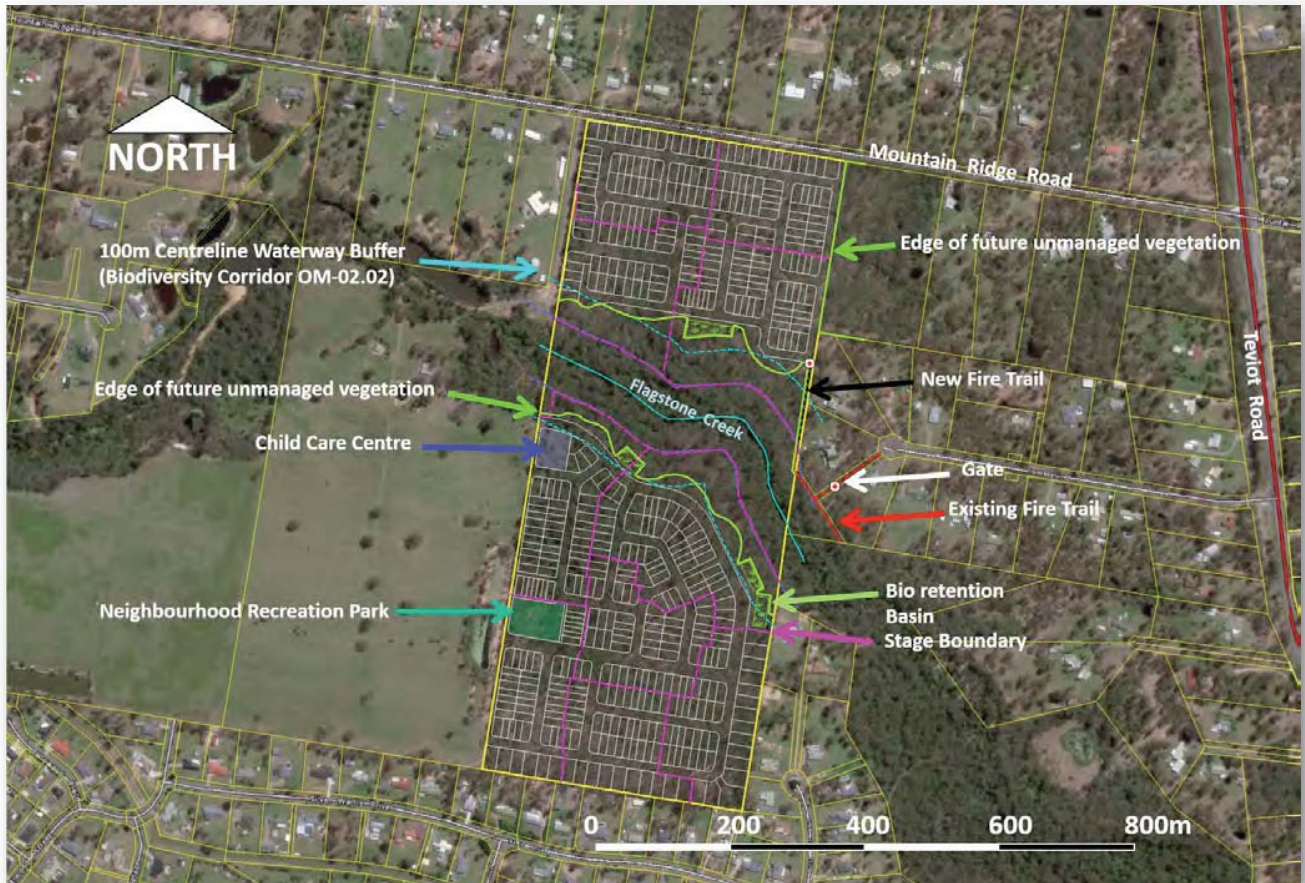 NORTH
Mountain Ridge Road
100m Centreline Waterway Buffer
(Biodiversity Corridor OM-02.02)
Edge of future unmanaged vegetation
Edge of future unmanaged vegetation
New Fire Trail
Flagstone Creek
Teviot Road
Child Care Centre
Gate
Existing Fire Trail
Neighbourhood Recreation Park
Bio retention
Basin
Stage Boundary
0 200 400 600 800m